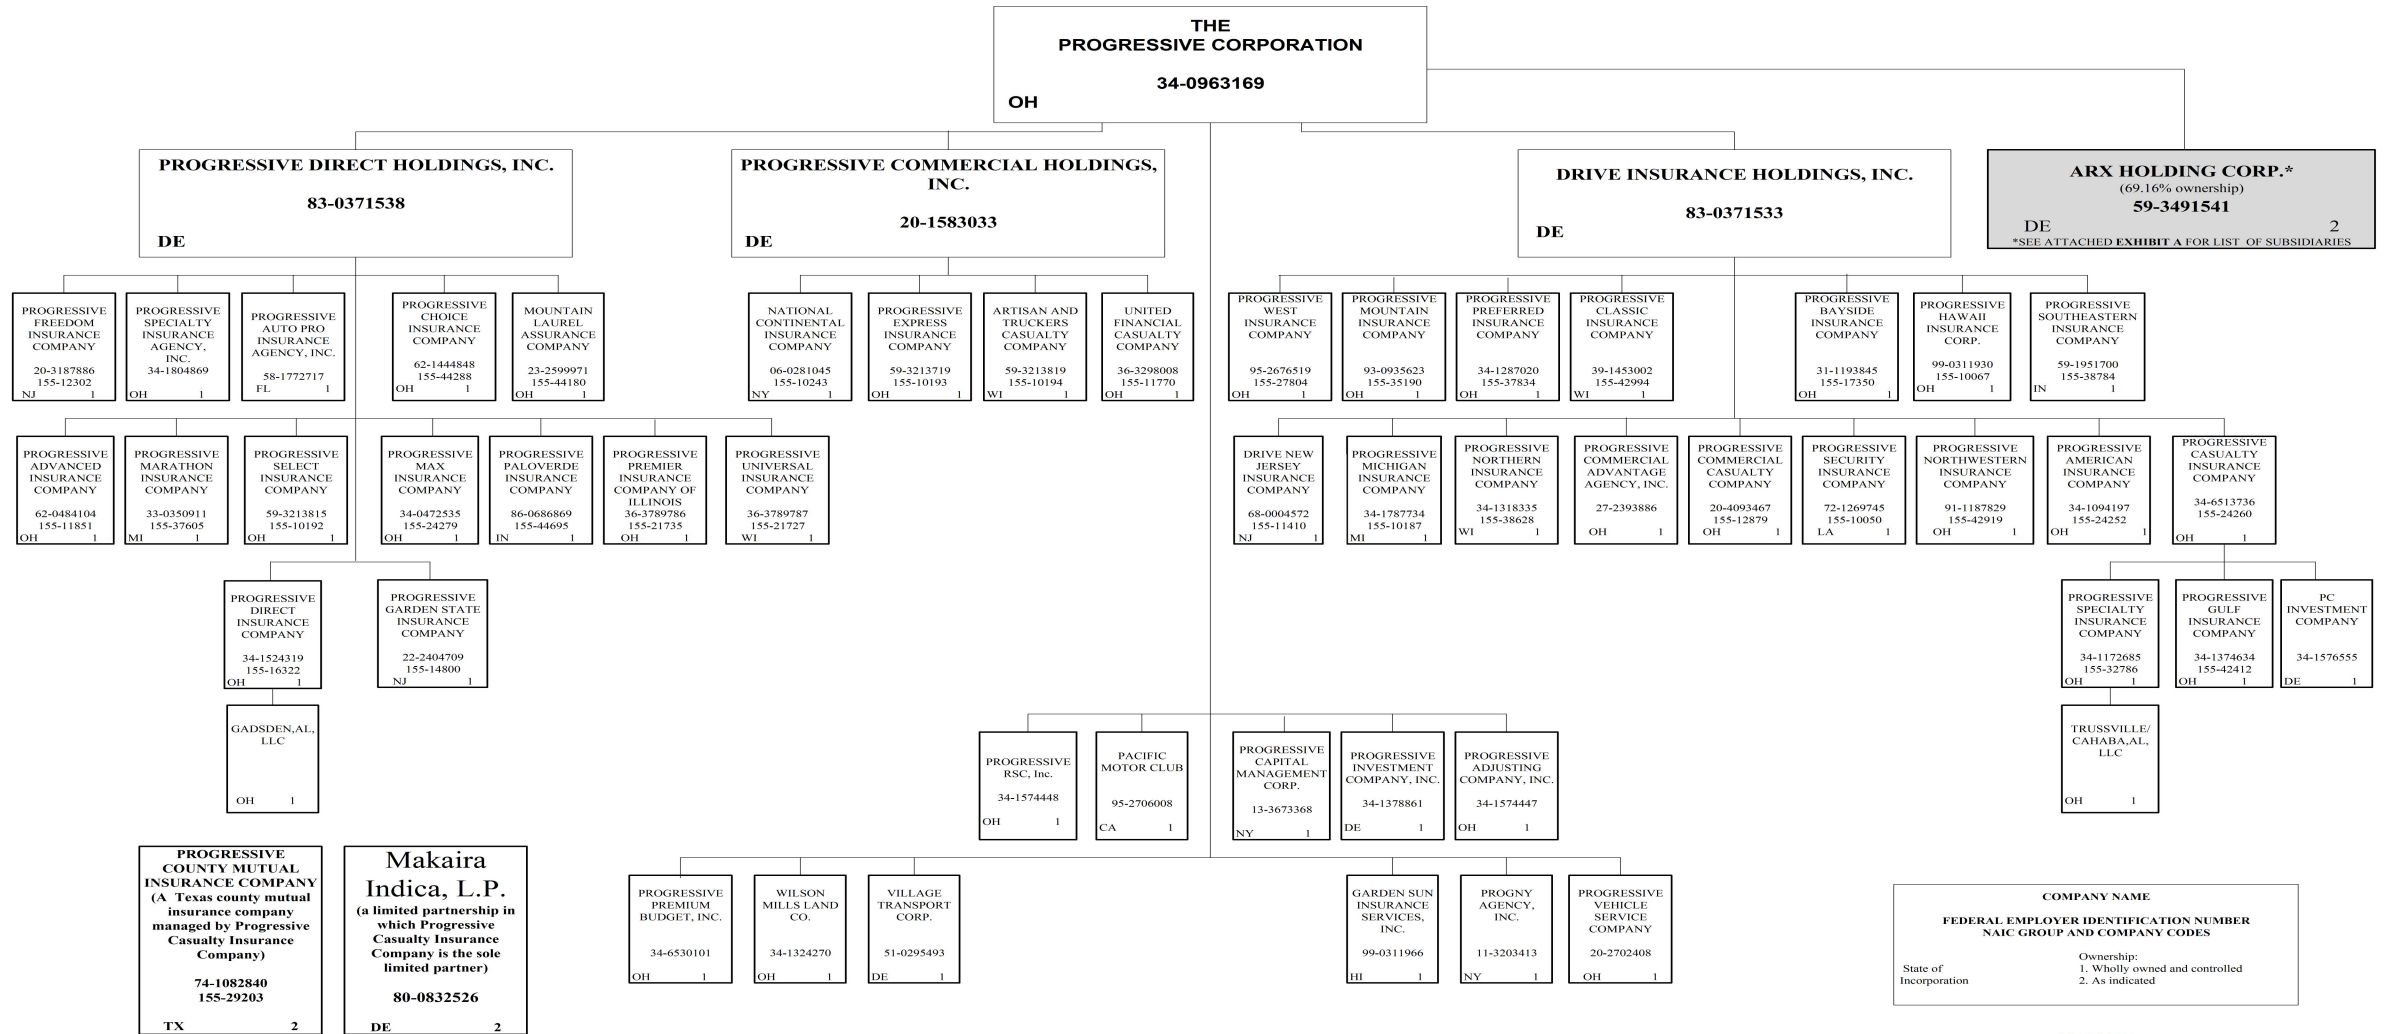 THE
PROGRESSIVE CORPORATION
34-0963169
OH
PROGRESSIVE DIRECT HOLDINGS, INC.
83-0371538
DE
PROGRESSIVE COMMERCIAL HOLDINGS,
INC.
20-1583033
DE
DRIVE INSURANCE HOLDINGS, INC.
83-0371533
DE
ARX HOLDING CORP.*
(69.16% ownership)
59-3491541
DE 2
*SEE ATTACHED EXHIBIT A FOR LIST OF SUBSIDIARIES
PROGRESSIVE
FREEDOM
INSURANCE
COMPANY
20-3187886
155-12302
NJ 1
PROGRESSIVE
SPECIALTY
INSURANCE
AGENCY,
INC.
34-1804869
OH 1
PROGRESSIVE
AUTO PRO
INSURANCE
AGENCY, INC.
58-1772717
FL 1
PROGRESSIVE
CHOICE
INSURANCE
COMPANY
62-1444848
155-44288
OH 1
MOUNTAIN
LAUREL
ASSURANCE
COMPANY
23-2599971
155-44180
OH 1
NATIONAL
CONTINENTAL
INSURANCE
COMPANY
06-0281045
155-10243
NY 1
PROGRESSIVE
EXPRESS
INSURANCE
COMPANY
59-3213719
155-10193
OH 1
ARTISAN AND
TRUCKERS
CASUALTY
COMPANY
59-3213819
155-10194
WI 1
UNITED
FINANCIAL
CASUALTY
COMPANY
36-3298008
155-11770
OH 1
PROGRESSIVE
WEST
INSURANCE
COMPANY
95-2676519
155-27804
OH 1
PROGRESSIVE
MOUNTAIN
INSURANCE
COMPANY
93-0935623
155-35190
OH 1
PROGRESSIVE
PREFERRED
INSURANCE
COMPANY
34-1287020
155-37834
OH 1
PROGRESSIVE
CLASSIC
INSURANCE
COMPANY
39-1453002
155-42994
WI 1
PROGRESSIVE
BAYSIDE
INSURANCE
COMPANY
31-1193845
155-17350
OH 1
PROGRESSIVE
HAWAII
INSURANCE
CORP.
99-0311930
155-10067
OH 1
PROGRESSIVE
SOUTHEASTERN
INSURANCE
COMPANY
59-1951700
155-38784
IN 1
PROGRESSIVE
ADVANCED
INSURANCE
COMPANY
62-0484104
155-11851
OH 1
PROGRESSIVE
MARATHON
INSURANCE
COMPANY
33-0350911
155-37605
MI 1
PROGRESSIVE
SELECT
INSURANCE
COMPANY
59-3213815
155-10192
OH 1
PROGRESSIVE
MAX
INSURANCE
COMPANY
34-0472535
155-24279
OH 1
PROGRESSIVE
PALOVERDE
INSURANCE
COMPANY
86-0686869
155-44695
IN 1
PROGRESSIVE
PREMIER
INSURANCE
COMPANY OF
ILLINOIS
36-3789786
155-21735
OH 1
PROGRESSIVE
UNIVERSAL
INSURANCE
COMPANY
36-3789787
155-21727
WI 1
DRIVE NEW
JERSEY
INSURANCE
COMPANY
68-0004572
155-11410
NJ 1
PROGRESSIVE
MICHIGAN
INSURANCE
COMPANY
34-1787734
155-10187
MI 1
PROGRESSIVE
NORTHERN
INSURANCE
COMPANY
34-1318335
155-38628
WI 1
PROGRESSIVE
COMMERCIAL
ADVANTAGE
AGENCY, INC.
27-2393886
OH 1
PROGRESSIVE
COMMERCIAL
CASUALTY
COMPANY
20-4093467
155-12879
OH 1
PROGRESSIVE
SECURITY
INSURANCE
COMPANY
72-1269745
155-10050
LA 1
PROGRESSIVE
NORTHWESTERN
INSURANCE
COMPANY
91-1187829
155-42919
OH 1
PROGRESSIVE
AMERICAN
INSURANCE
COMPANY
34-1094197
155-24252
OH 1
PROGRESSIVE
CASUALTY
INSURANCE
COMPANY
34-6513736
155-24260
OH 1
PROGRESSIVE
DIRECT
INSURANCE
COMPANY
34-1524319
155-16322
OH 1
PROGRESSIVE
GARDEN STATE
INSURANCE
COMPANY
22-2404709
155-14800
NJ 1
PROGRESSIVE
SPECIALTY
INSURANCE
COMPANY
34-1172685
155-32786
OH 1
PROGRESSIVE
GULF
INSURANCE
COMPANY
34-1374634
155-42412
OH 1
PC
INVESTMENT
COMPANY
34-1576555
DE 1
GADSDEN,AL,
LLC
OH 1
PROGRESSIVE
RSC, Inc.
34-1574448
OH 1
PACIFIC
MOTOR CLUB
95-2706008
CA 1
PROGRESSIVE
CAPITAL
MANAGEMENT
CORP.
13-3673368
NY 1
PROGRESSIVE
INVESTMENT
COMPANY, INC.
34-1378861
DE 1
PROGRESSIVE
ADJUSTING
COMPANY, INC.
34-1574447
OH 1
TRUSSVILLE/
CAHABA,AL,
LLC
OH 1
PROGRESSIVE
COUNTY MUTUAL
INSURANCE COMPANY
(A Texas county mutual
insurance company
managed by Progressive
Casualty Insurance
Company)
74-1082840
155-29203
TX 2
Makaira
Indica, L.P.
(a limited partnership in
which Progressive
Casualty Insurance
Company is the sole
limited partner)
80-0832526
DE 2
PROGRESSIVE
PREMIUM
BUDGET, INC.
34-6530101
OH 1
WILSON
MILLS LAND
CO.
34-1324270
OH 1
VILLAGE
TRANSPORT
CORP.
51-0295493
DE 1
GARDEN SUN
INSURANCE
SERVICES,
INC.
99-0311966
HI 1
PROGNY
AGENCY,
INC.
11-3203413
NY 1
PROGRESSIVE
VEHICLE
SERVICE
COMPANY
20-2702408
OH 1
COMPANY NAME
FEDERAL EMPLOYER IDENTIFICATION NUMBER
NAIC GROUP AND COMPANY CODES
State of
Incorporation
Ownership:
1. Wholly owned and controlled
2. As indicated